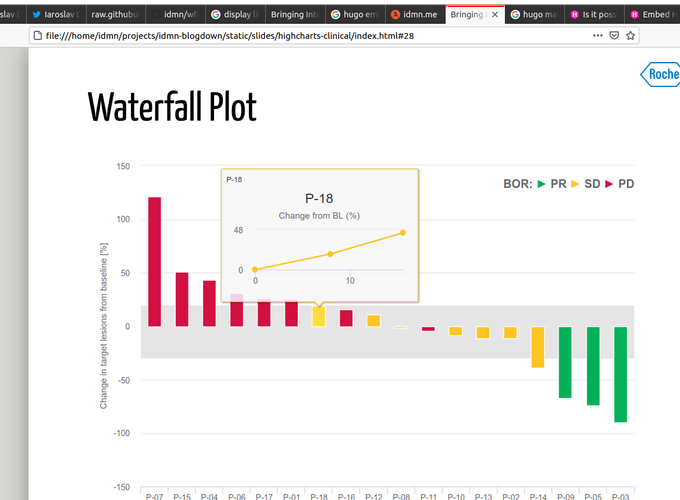 slav I
Iaroslav I
raw.githubu
idmn/wf
display li
Bringing Inte
hugo em
idmn.me
Bringing
hugo ma
Is it poss
Embed H
file:///home/idmn/projects/idmn-blogdown/static/slides/highcharts-clinical/index.html#28
Roche
Waterfall Plot
BOR: PR SD PD
P-18
P-18
Change from BL (%)
48
0
0 10
Change in target lesions from baseline [%]
150
100
50
0
-50
-100
-150
P-07 P-15 P-04 P-06 P-17 P-01 P-18 P-16 P-12 P-08 P-11 P-10 P-13 P-02 P-14 P-09 P-05 P-03